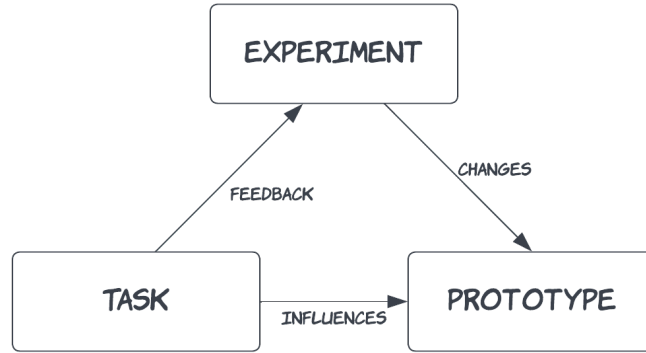 EXPERIMENT
CHANGES
FEEDBACK
TASK
PROTOTYPE
INFLUENCES